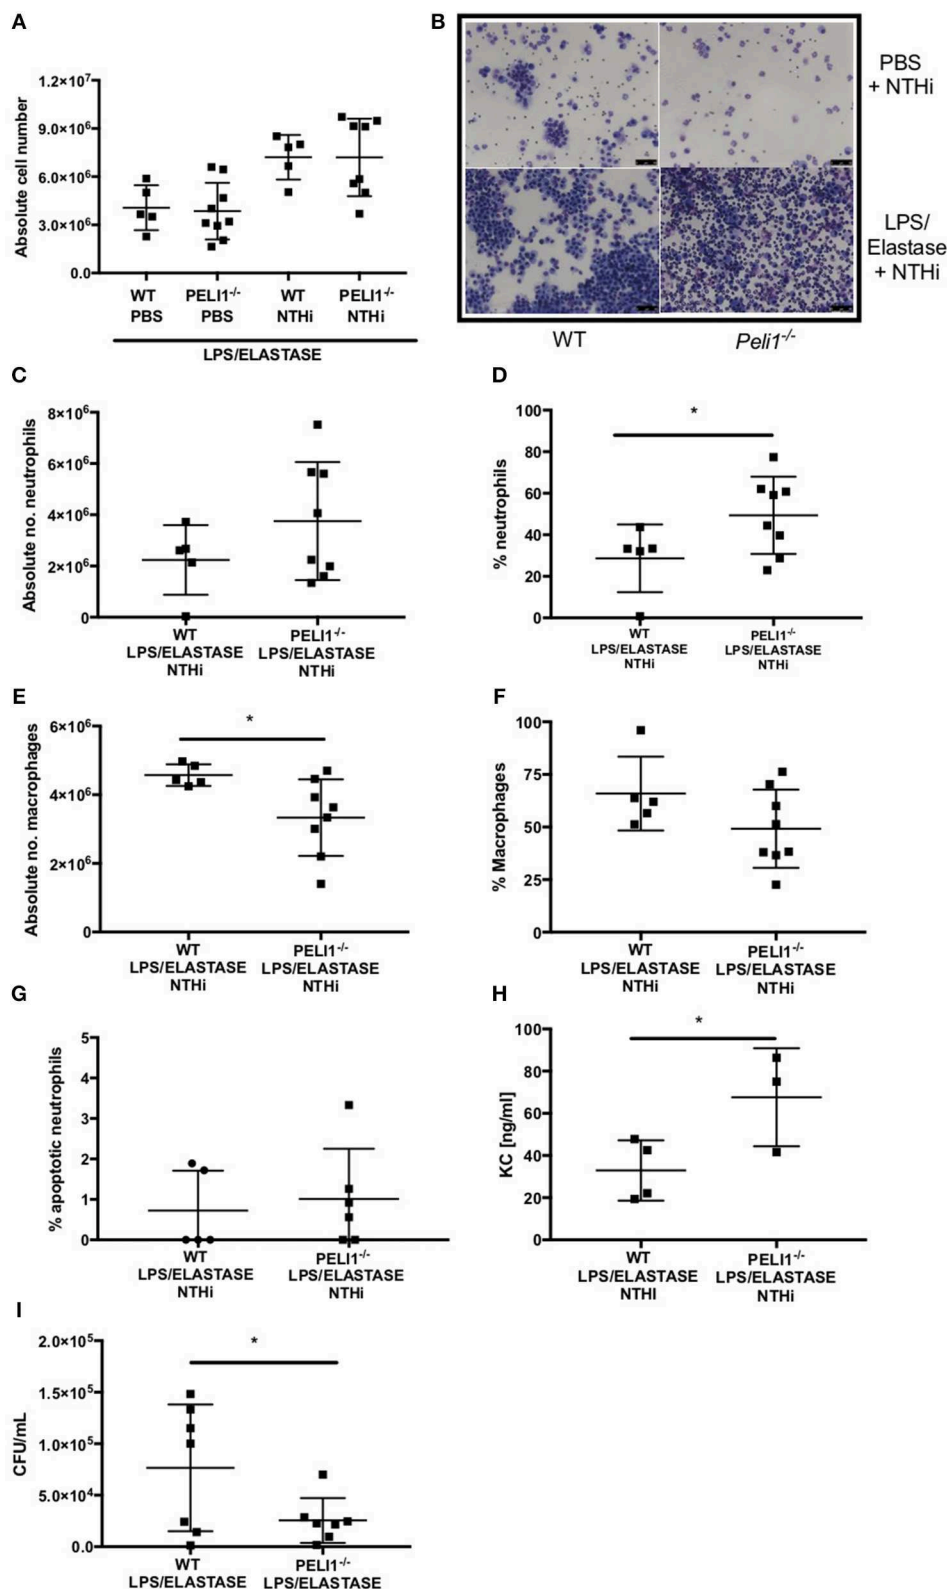 A
Absolute cell number
1.2×10⁷
9.0×10⁶
6.0×10⁶
3.0×10⁶
0.0
WT PELI1-/- WT PELI1-/-
PBS PBS NTHi NTHi
LPS/ELASTASE
B
PBS
+ NTHi
LPS/
Elastase
+ NTHi
WT Peli1-/-
C
Absolute no. neutrophils
8×10⁶
6×10⁶
4×10⁶
2×10⁶
0
WT PELI1-/-
LPS/ELASTASE LPS/ELASTASE
NTHi NTHi
D
% neutrophils
100
80
60
40
20
0
*
WT PELI1-/-
LPS/ELASTASE LPS/ELASTASE
NTHi NTHi
E
Absolute no. macrophages
6×10⁶
4×10⁶
2×10⁶
0
*
WT PELI1-/-
LPS/ELASTASE LPS/ELASTASE
NTHi NTHi
F
% Macrophages
100
75
50
25
0
WT PELI1-/-
LPS/ELASTASE LPS/ELASTASE
NTHi NTHi
G
% apoptotic neutrophils
5
4
3
2
1
0
WT PELI1-/-
LPS/ELASTASE LPS/ELASTASE
NTHi NTHi
H
KC [ng/ml]
100
80
60
40
20
0
*
WT PELI1-/-
LPS/ELASTASE LPS/ELASTASE
NTHI NTHi
I
CFU/mL
2.0×10⁵
1.5×10⁵
1.0×10⁵
5.0×10⁴
0.0
*
WT PELI1-/-
LPS/ELASTASE LPS/ELASTASE